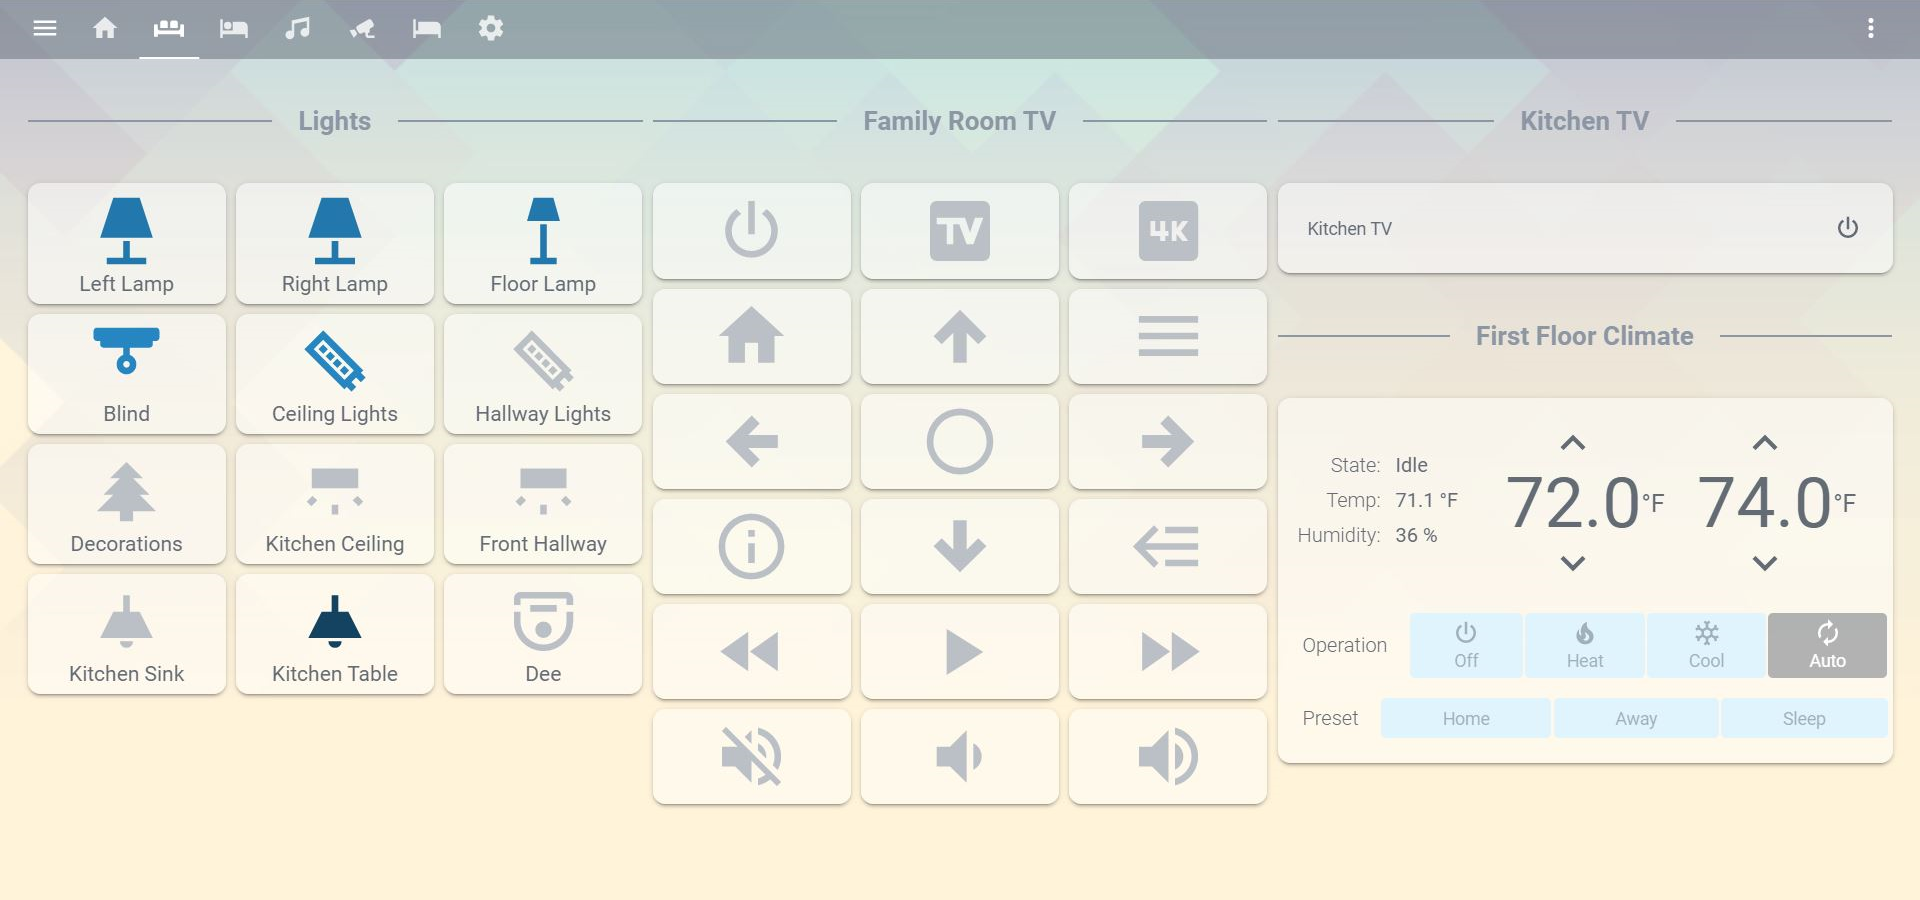 Lights
Family Room TV
Kitchen TV
Left Lamp
Right Lamp
Floor Lamp
TV
4K
Kitchen TV
Blind
Ceiling Lights
Hallway Lights
First Floor Climate
Decorations
Kitchen Ceiling
Front Hallway
State: Idle
Temp: 71.1 °F
Humidity: 36 %
72.0 °F
74.0 °F
Kitchen Sink
Kitchen Table
Dee
Operation
Off
Heat
Cool
Auto
Preset
Home
Away
Sleep